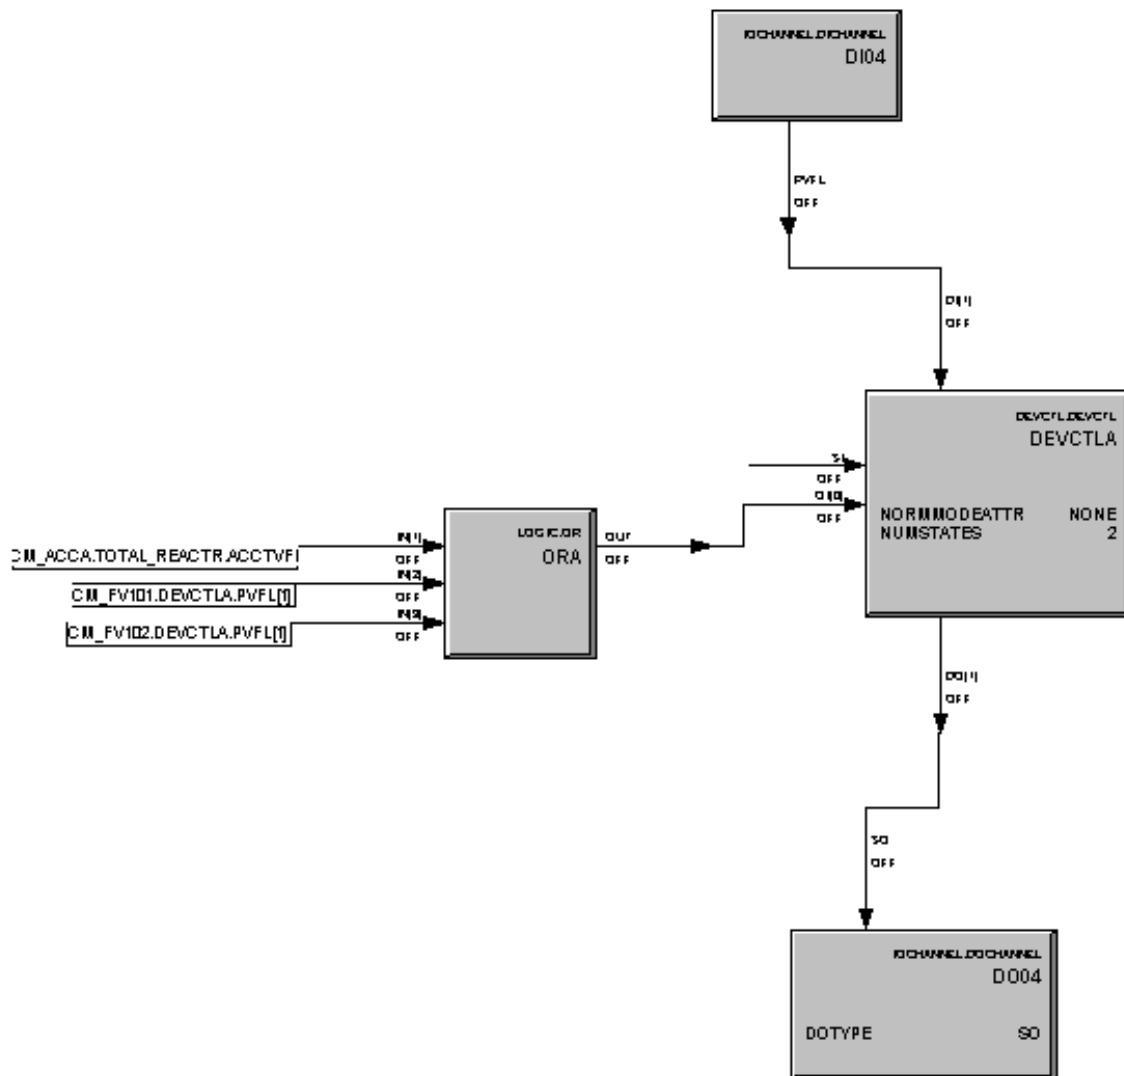 IOCHANNEL.DICHANNEL
DI04
PVFL
OFF
DI[1]
OFF
DEVCTL.DEVCTL
DEVCTLA
SI
OFF
OI[0]
OFF
NORMMODEATTR NONE
NUMSTATES 2
LOGIC.OR
ORA
IN[1]
OFF
IN[2]
OFF
IN[3]
OFF
OUT
OFF
CM_ACCA.TOTAL_REACTR.ACCTVFL
CM_FV101.DEVCTLA.PVFL[1]
CM_FV102.DEVCTLA.PVFL[1]
DO[1]
OFF
SO
OFF
IOCHANNEL.DOCHANNEL
DO04
DOTYPE SO